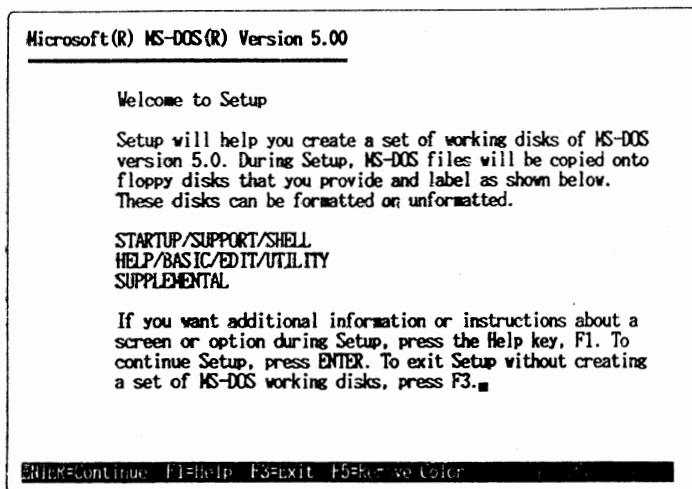 Microsoft(R) MS-DOS(R) Version 5.00
Welcome to Setup
Setup will help you create a set of working disks of MS-DOS
version 5.0. During Setup, MS-DOS files will be copied onto
floppy disks that you provide and label as shown below.
These disks can be formatted or unformatted.
STARTUP/SUPPORT/SHELL
HELP/BASIC/EDIT/UTILITY
SUPPLEMENTAL
If you want additional information or instructions about a
screen or option during Setup, press the Help key, F1. To
continue Setup, press ENTER. To exit Setup without creating
a set of MS-DOS working disks, press F3.
ENTER=Continue F1=Help F3=Exit F5=Remove Color